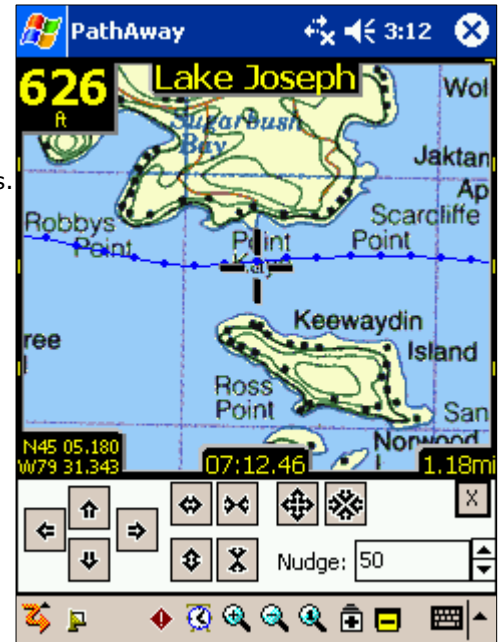 PathAway 3:12
626
ft
Lake Joseph
Wol
Sugarbush
Bay
Jaktan
s.
Ap
Robbys
Point
Point
Kaye
Scarcliffe
Point
ree
Keewaydin
Island
Ross
Point
San
Norwood
N45 05.180
W79 31.343
07:12.46
1.18mi
X
Nudge: 50